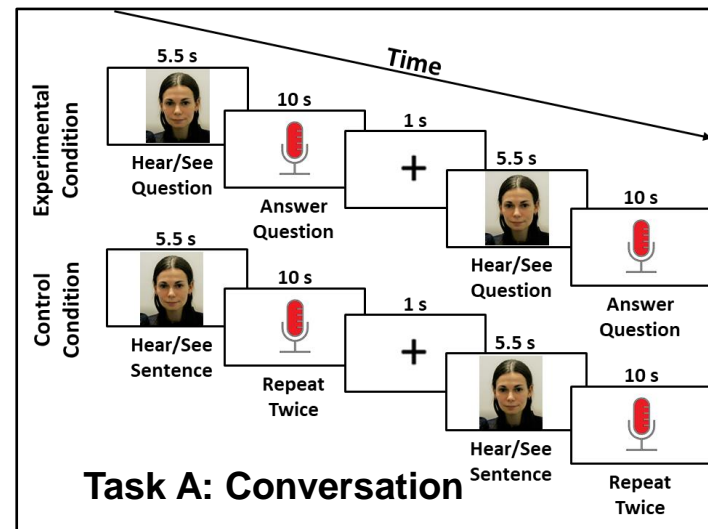 Time
Experimental
Condition
5.5 s
Hear/See
Question
10 s
Answer
Question
1 s
5.5 s
Hear/See
Question
10 s
Answer
Question
Control
Condition
5.5 s
Hear/See
Sentence
10 s
Repeat
Twice
1 s
5.5 s
Hear/See
Sentence
10 s
Repeat
Twice
Task A: Conversation